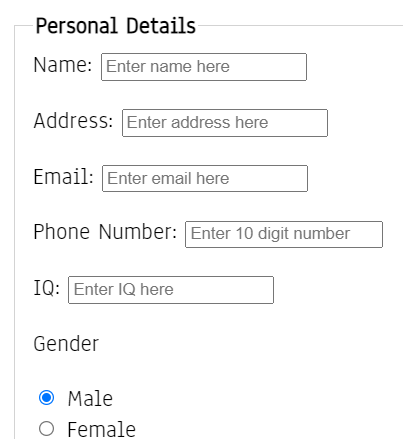 Personal Details
Name: Enter name here
Address: Enter address here
Email: Enter email here
Phone Number: Enter 10 digit number
IQ: Enter IQ here
Gender
Male
Female